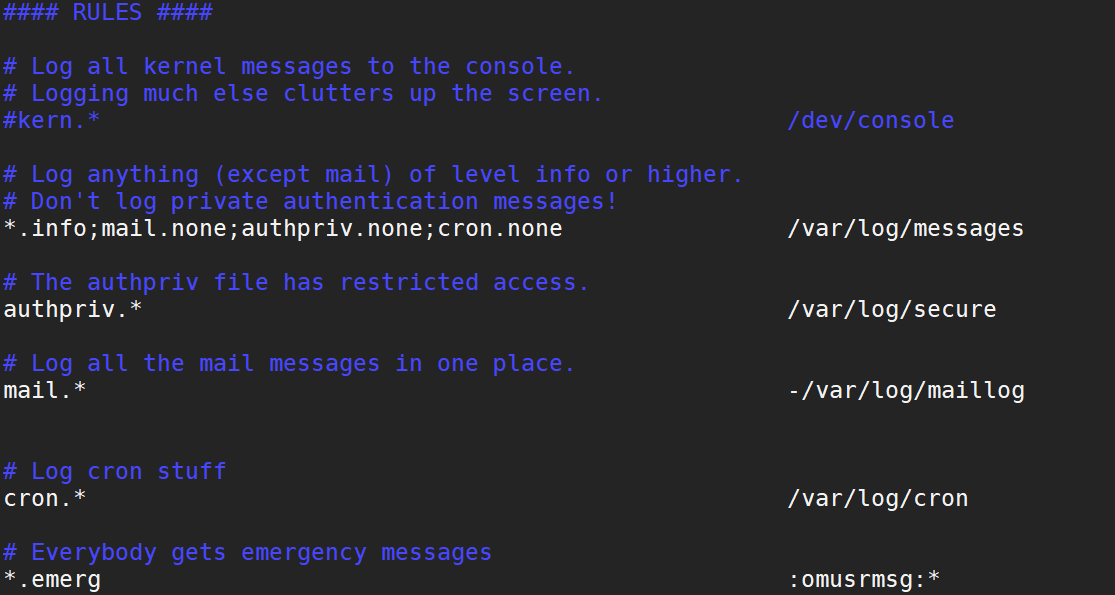 #### RULES ####
# Log all kernel messages to the console.
# Logging much else clutters up the screen.
#kern.* /dev/console
# Log anything (except mail) of level info or higher.
# Don't log private authentication messages!
*.info;mail.none;authpriv.none;cron.none /var/log/messages
# The authpriv file has restricted access.
authpriv.* /var/log/secure
# Log all the mail messages in one place.
mail.* -/var/log/maillog
# Log cron stuff
cron.* /var/log/cron
# Everybody gets emergency messages
*.emerg :omusrmsg:*